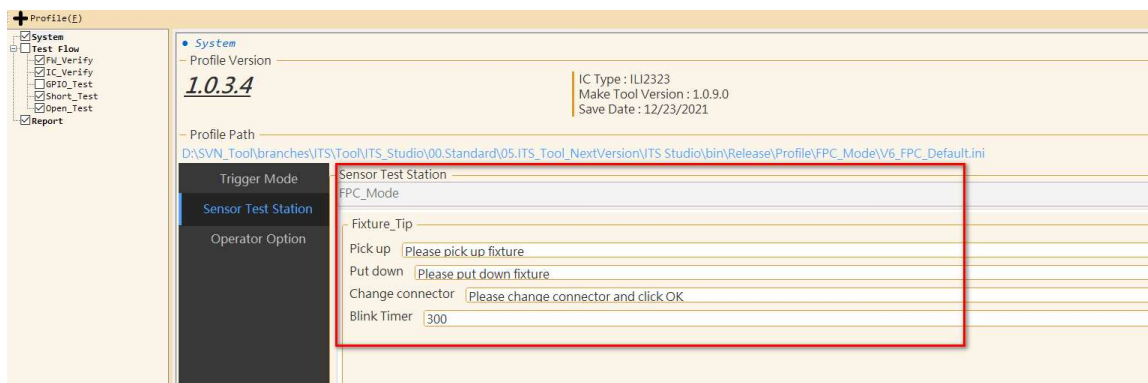 Profile(F)
System
Test Flow
FW_Verify
IC_Verify
GPIO_Test
Short_Test
Open_Test
Report
System
Profile Version
1.0.3.4
IC Type : ILI2323
Make Tool Version : 1.0.9.0
Save Date : 12/23/2021
Profile Path
D:\SVN_Tool\branches\ITS\Tool\ITS_Studio\00.Standard\05.ITS_Tool_NextVersion\ITS Studio\bin\Release\Profile\FPC_Mode\V6_FPC_Default.ini
Trigger Mode
Sensor Test Station
Operator Option
Sensor Test Station
FPC_Mode
Fixture_Tip
Pick up Please pick up fixture
Put down Please put down fixture
Change connector Please change connector and click OK
Blink Timer 300